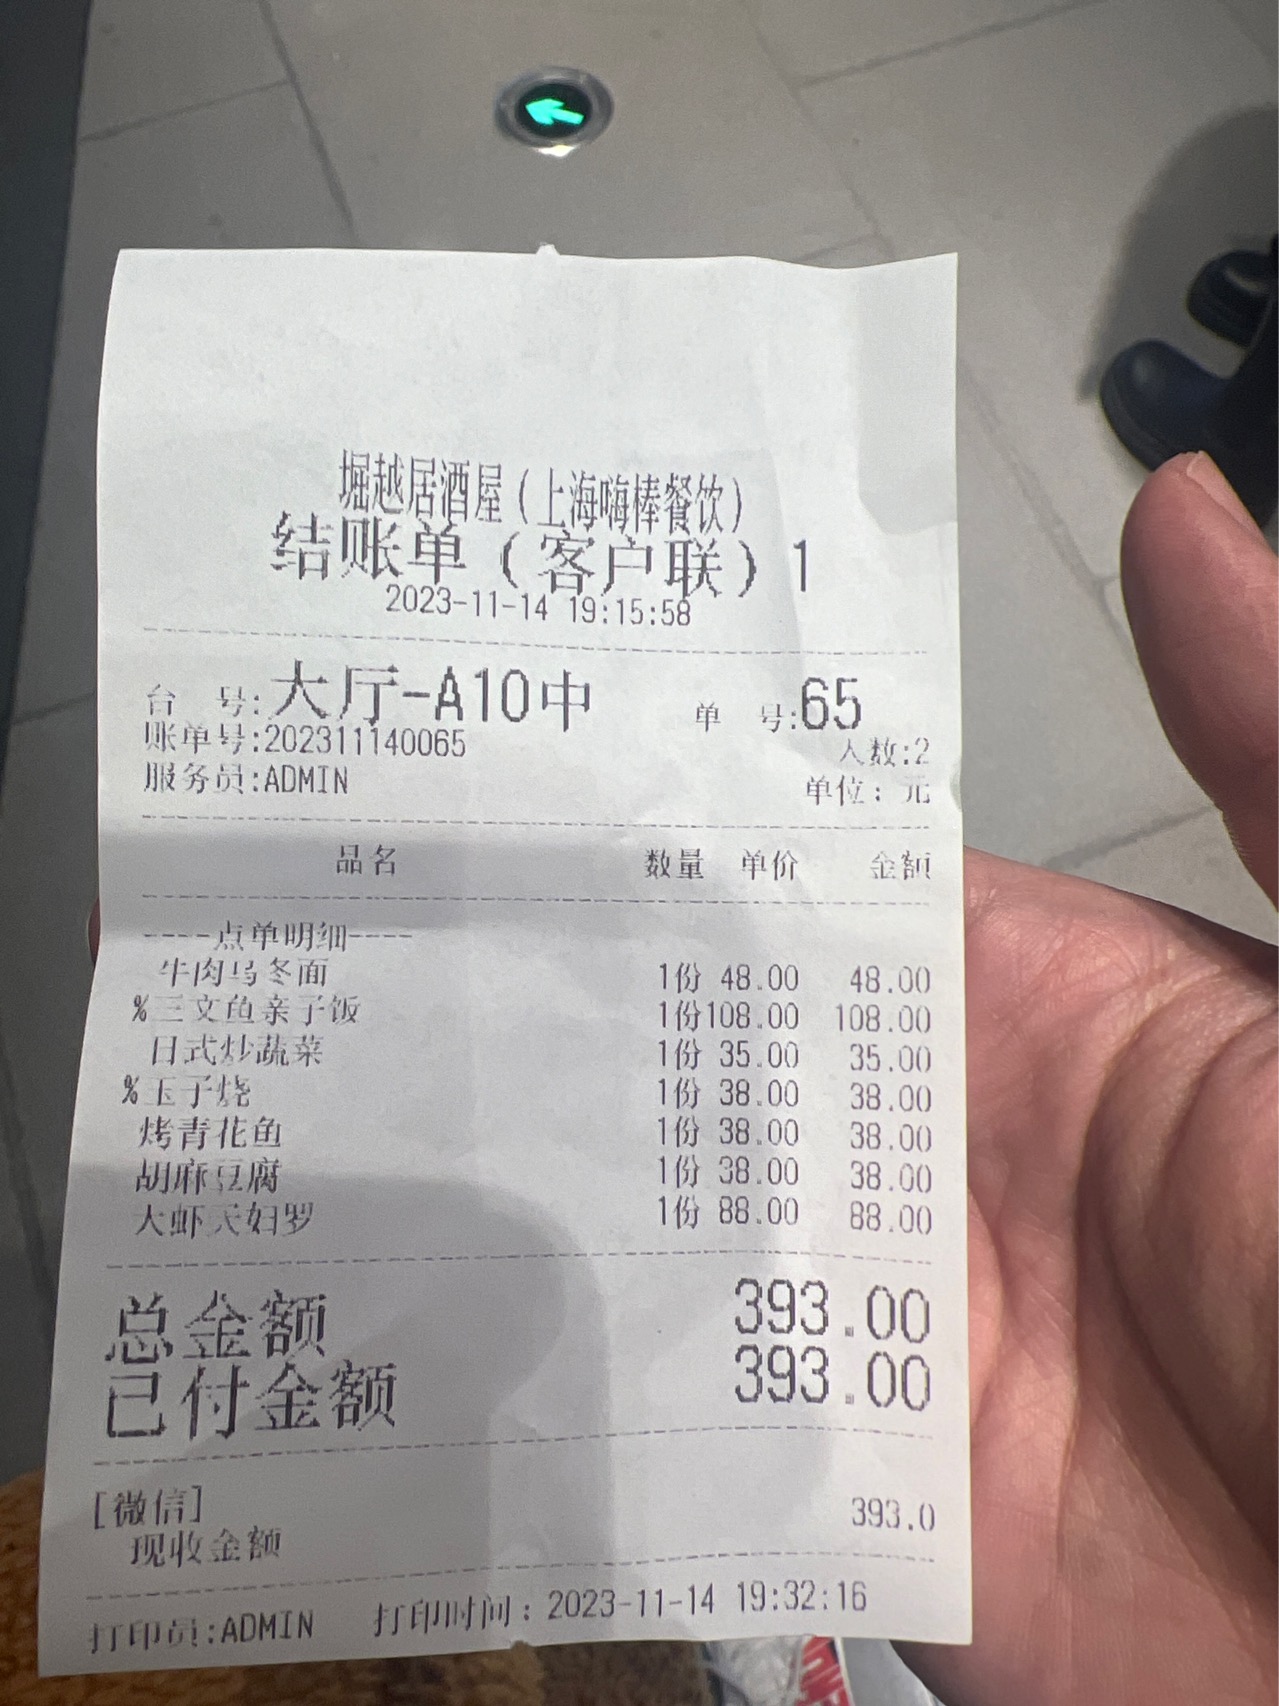 堀越居酒屋(上海嗨棒餐饮)
结账单(客户联)1
2023-11-14 19:15:58
台 号:大厅-A10中 单 号:65
账单号:202311140065 人数:2
服务员:ADMIN 单位: 元
品名 数量 单价 金额
----点单明细----
牛肉乌冬面 1份 48.00 48.00
%三文鱼亲子饭 1份108.00 108.00
日式炒蔬菜 1份 35.00 35.00
%玉子烧 1份 38.00 38.00
烤青花鱼 1份 38.00 38.00
胡麻豆腐 1份 38.00 38.00
大虾天妇罗 1份 88.00 88.00
总金额 393.00
已付金额 393.00
[微信] 393.0
现收金额
打印员:ADMIN 打印时间:2023-11-14 19:32:16